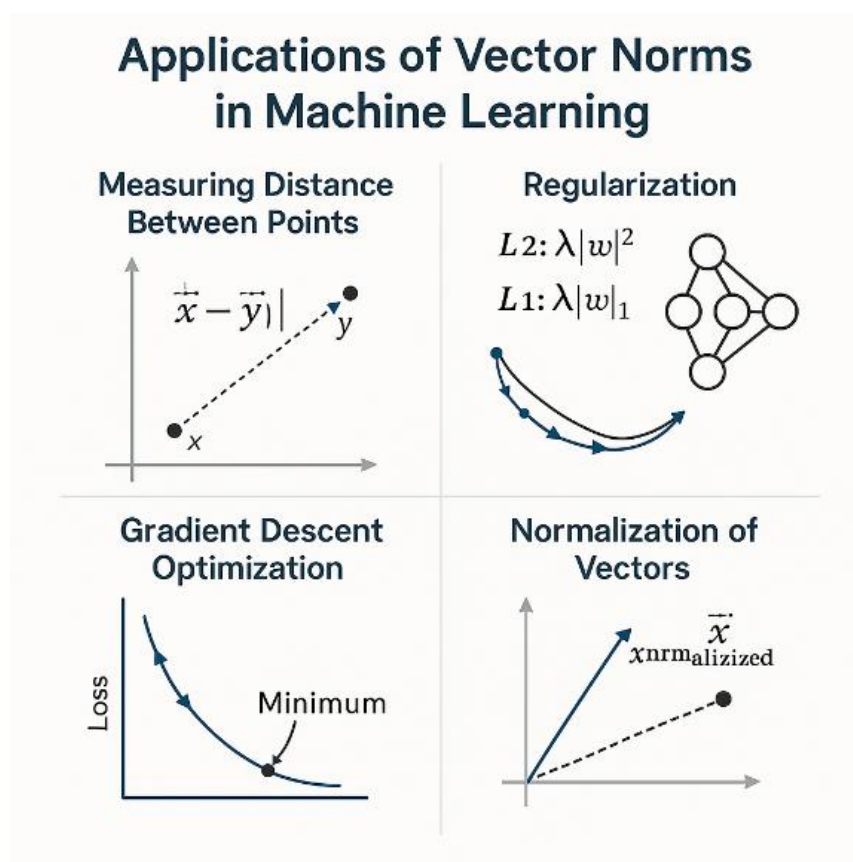 Applications of Vector Norms
in Machine Learning
Measuring Distance
Between Points
x⃗ − y⃗)|
y
x
Regularization
L2: λ|w|²
L1: λ|w|₁
Gradient Descent
Optimization
Loss
Minimum
Normalization of
Vectors
x⃗
xnrmalizized